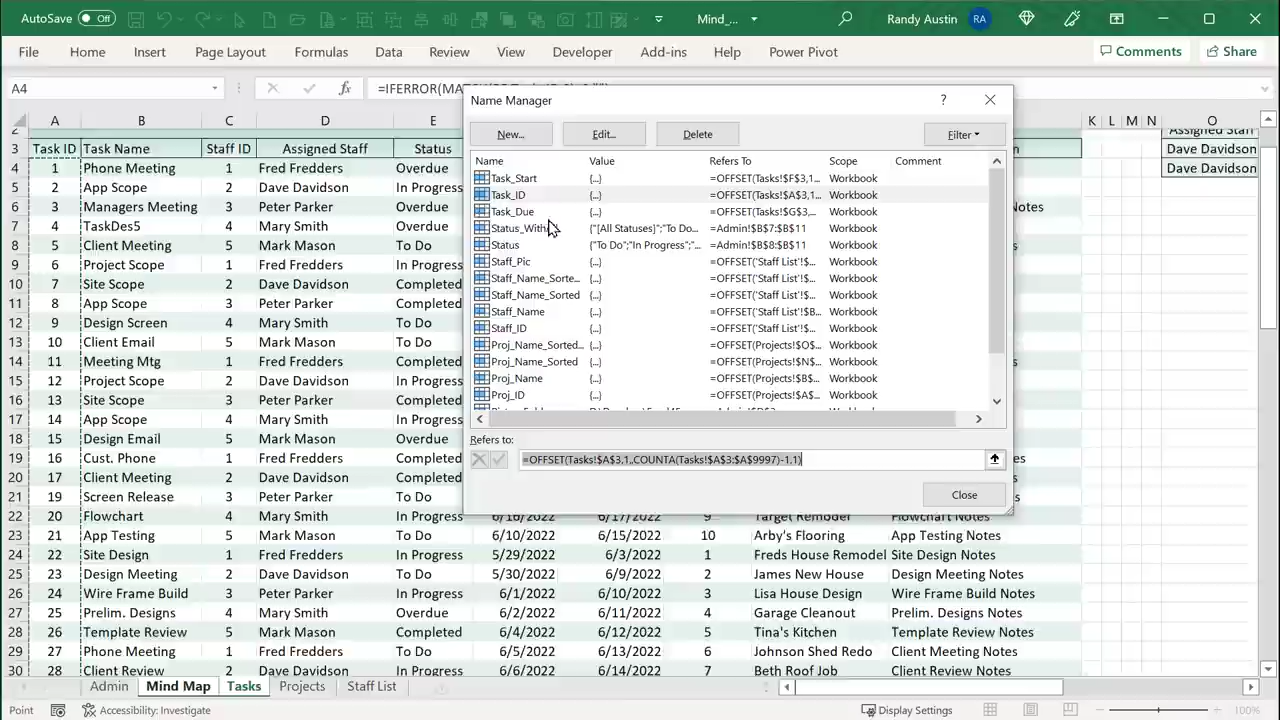 AutoSave Off Mind_... Randy Austin RA
File Home Insert Page Layout Formulas Data Review View Developer Add-ins Help Power Pivot Comments Share
A4 fx =IFERROR(MATCH
Name Manager
New... Edit... Delete Filter
Name Value Refers To Scope Comment
Task_Start {...} =OFFSET(Tasks!$F$3,1... Workbook
Task_ID {...} =OFFSET(Tasks!$A$3,1... Workbook
Task_Due {...} =OFFSET(Tasks!$G$3,... Workbook
Status_With {"[All Statuses]";"To Do... =Admin!$B$7:$B$11 Workbook
Status {"To Do";"In Progress";"... =Admin!$B$8:$B$11 Workbook
Staff_Pic {...} =OFFSET('Staff List'!$... Workbook
Staff_Name_Sorte... {...} =OFFSET('Staff List'!$... Workbook
Staff_Name_Sorted {...} =OFFSET('Staff List'!$... Workbook
Staff_Name {...} =OFFSET('Staff List'!$B... Workbook
Staff_ID {...} =OFFSET('Staff List'!$... Workbook
Proj_Name_Sorted... {...} =OFFSET(Projects!$O$... Workbook
Proj_Name_Sorted {...} =OFFSET(Projects!$N$... Workbook
Proj_Name {...} =OFFSET(Projects!$B$... Workbook
Proj_ID {...} =OFFSET(Projects!$A$... Workbook
Refers to:
=OFFSET(Tasks!$A$3,1,,COUNTA(Tasks!$A$3:$A$9997)-1,1)
Close
A B C D E K L M N O
2 Assigned Staff
3 Task ID Task Name Staff ID Assigned Staff Status Dave Davidson
4 1 Phone Meeting 1 Fred Fredders Overdue Dave Davidson
5 2 App Scope 2 Dave Davidson In Progress
6 3 Managers Meeting 3 Peter Parker Overdue Notes
7 4 TaskDes5 4 Mary Smith Overdue
8 5 Client Meeting 5 Mark Mason In Progress
9 6 Project Scope 1 Fred Fredders In Progress
10 7 Site Scope 2 Dave Davidson Completed
11 8 App Scope 3 Peter Parker Completed
12 9 Design Screen 4 Mary Smith To Do
13 10 Client Email 5 Mark Mason To Do
14 11 Meeting Mtg 1 Fred Fredders Completed
15 12 Project Scope 2 Dave Davidson In Progress
16 13 Site Scope 3 Peter Parker Completed
17 14 App Scope 4 Mary Smith Completed
18 15 Design Email 5 Mark Mason Overdue
19 16 Cust. Phone 1 Fred Fredders Completed
20 17 Client Meeting 2 Dave Davidson In Progress
21 19 Screen Release 3 Peter Parker To Do
22 20 Flowchart 4 Mary Smith In Progress 6/16/2022 6/17/2022 9 Target Remodel Flowchart Notes
23 21 App Testing 5 Mark Mason To Do 6/10/2022 6/15/2022 10 Arby's Flooring App Testing Notes
24 22 Site Design 1 Fred Fredders In Progress 5/29/2022 6/3/2022 1 Freds House Remodel Site Design Notes
25 23 Design Meeting 2 Dave Davidson To Do 5/30/2022 6/9/2022 2 James New House Design Meeting Notes
26 24 Wire Frame Build 3 Peter Parker In Progress 6/1/2022 6/10/2022 3 Lisa House Design Wire Frame Build Notes
27 25 Prelim. Designs 4 Mary Smith Overdue 6/2/2022 6/11/2022 4 Garage Cleanout Prelim. Designs Notes
28 26 Template Review 5 Mark Mason Completed 6/4/2022 6/12/2022 5 Tina's Kitchen Template Review Notes
29 27 Phone Meeting 1 Fred Fredders To Do 6/5/2022 6/13/2022 6 Johnson Shed Redo Client Meeting Notes
30 28 Client Review 2 Dave Davidson In Progress 6/6/2022 6/14/2022 7 Beth Roof Job Client Review Notes
Admin Mind Map Tasks Projects Staff List
Point Accessibility: Investigate Display Settings 100%